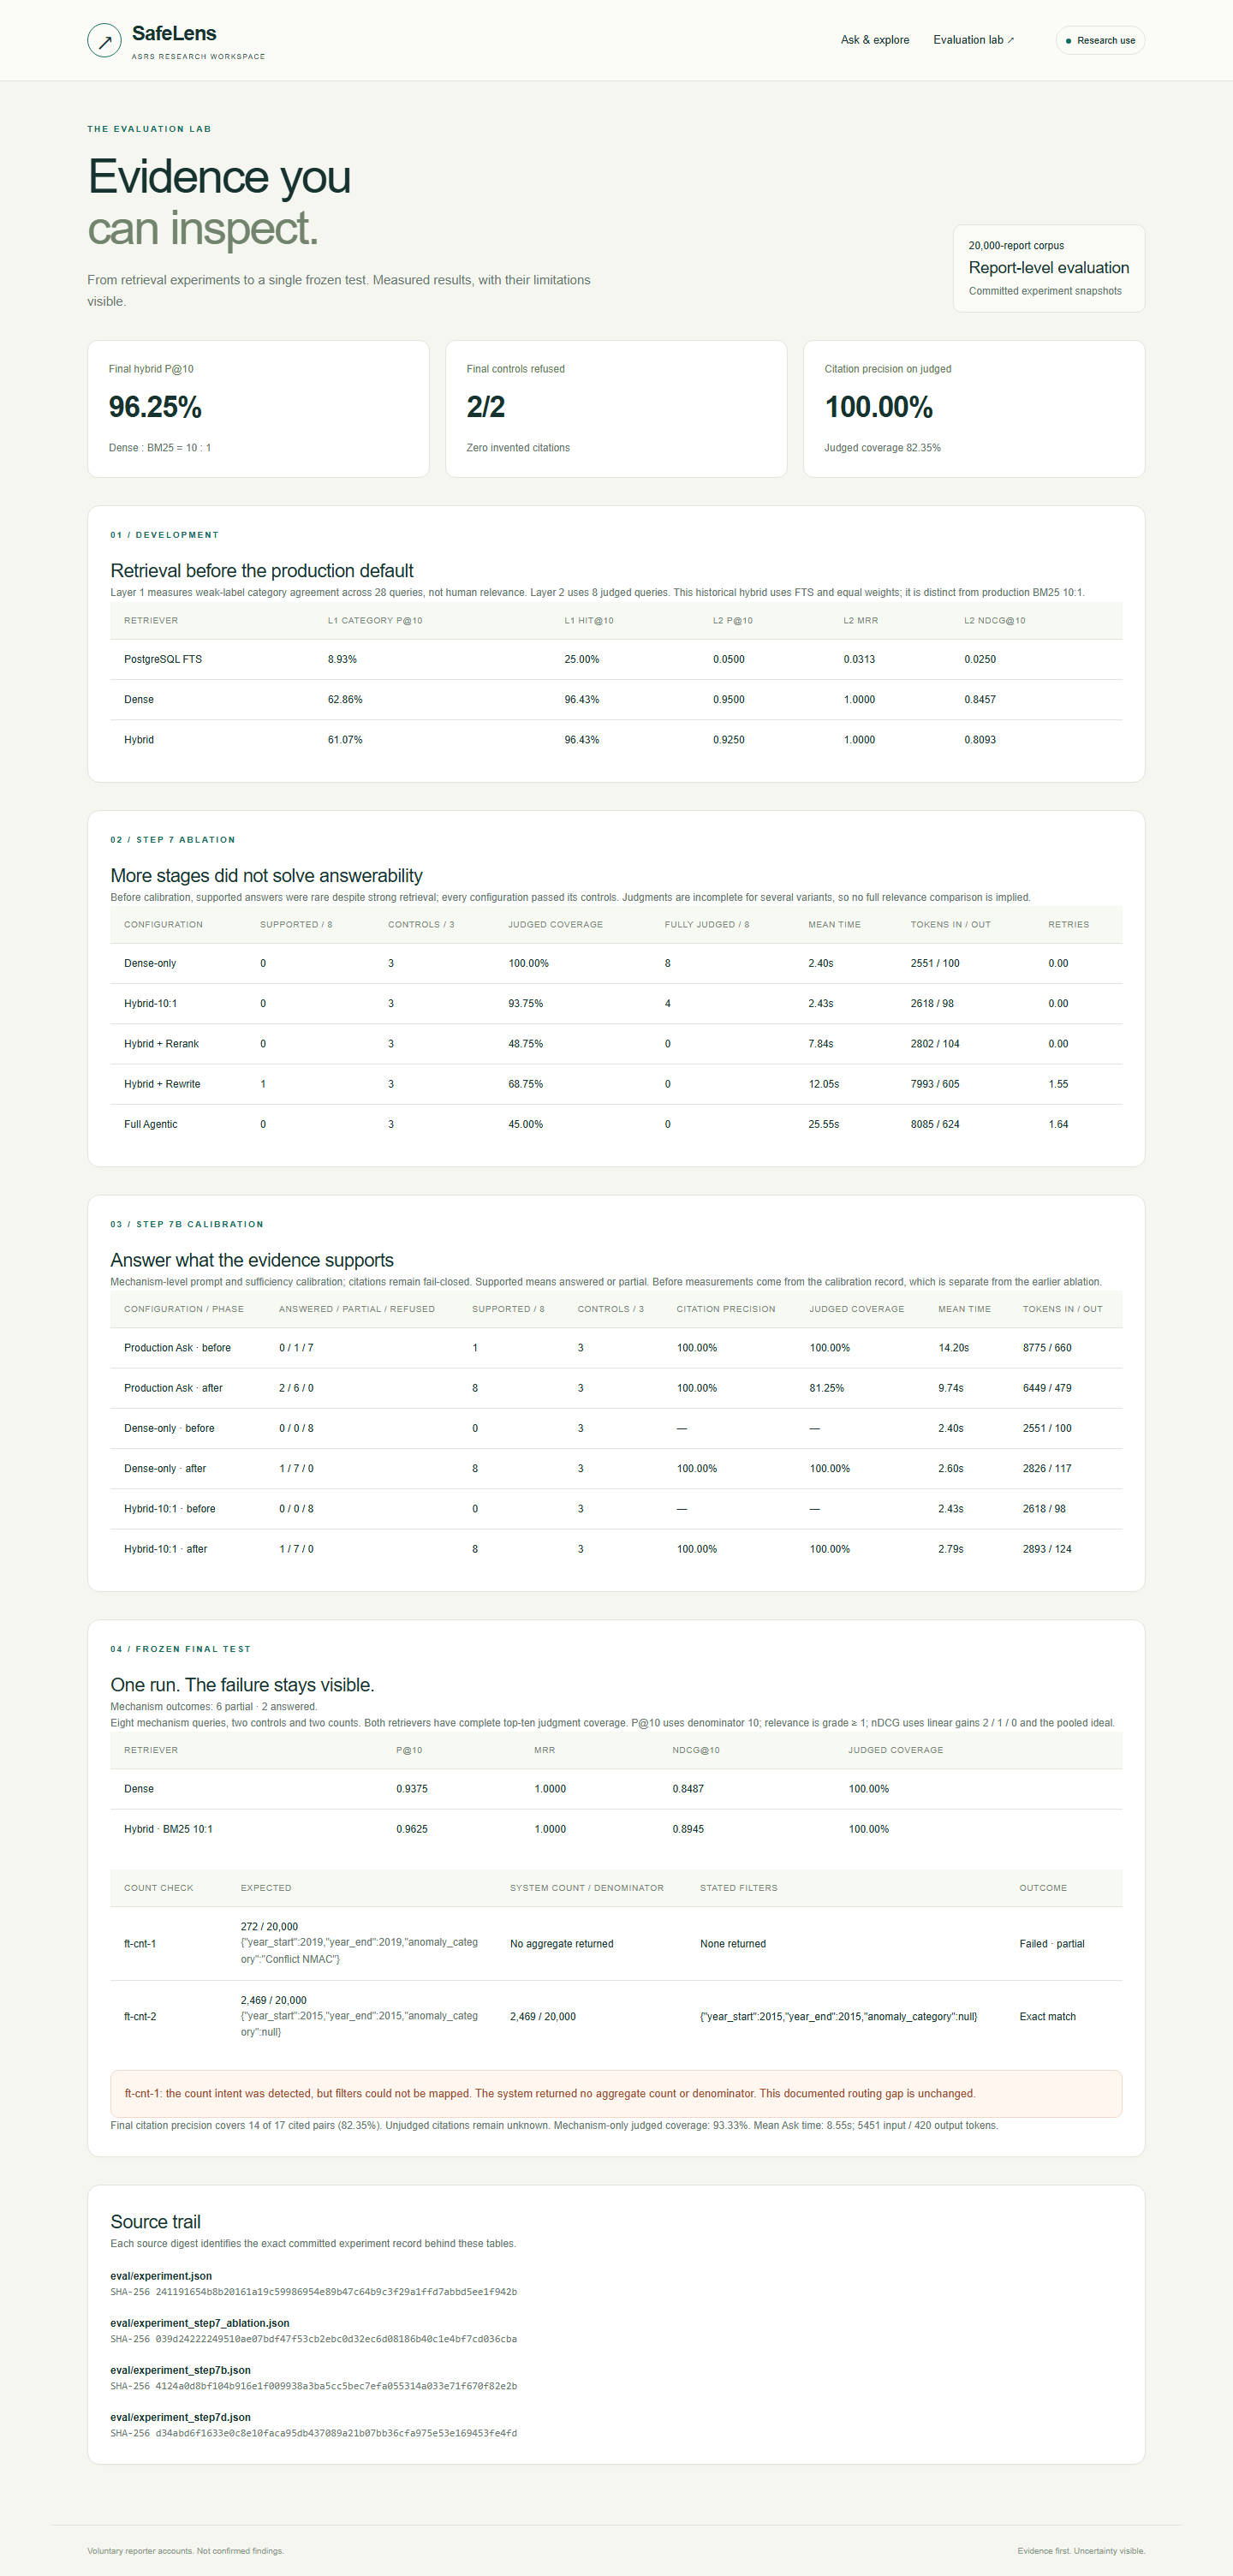 SafeLens
ASRS RESEARCH WORKSPACE
Ask & explore
Evaluation lab ↗
Research use
THE EVALUATION LAB
Evidence you
can inspect.
From retrieval experiments to a single frozen test. Measured results, with their limitations
visible.
20,000-report corpus
Report-level evaluation
Committed experiment snapshots
Final hybrid P@10
96.25%
Dense : BM25 = 10 : 1
Final controls refused
2/2
Zero invented citations
Citation precision on judged
100.00%
Judged coverage 82.35%
01 / DEVELOPMENT
Retrieval before the production default
Layer 1 measures weak-label category agreement across 28 queries, not human relevance. Layer 2 uses 8 judged queries. This historical hybrid uses FTS and equal weights; it is distinct from production BM25 10:1.
RETRIEVER L1 CATEGORY P@10 L1 HIT@10 L2 P@10 L2 MRR L2 NDCG@10
PostgreSQL FTS 8.93% 25.00% 0.0500 0.0313 0.0250
Dense 62.86% 96.43% 0.9500 1.0000 0.8457
Hybrid 61.07% 96.43% 0.9250 1.0000 0.8093
02 / STEP 7 ABLATION
More stages did not solve answerability
Before calibration, supported answers were rare despite strong retrieval; every configuration passed its controls. Judgments are incomplete for several variants, so no full relevance comparison is implied.
CONFIGURATION SUPPORTED / 8 CONTROLS / 3 JUDGED COVERAGE FULLY JUDGED / 8 MEAN TIME TOKENS IN / OUT RETRIES
Dense-only 0 3 100.00% 8 2.40s 2551 / 100 0.00
Hybrid-10:1 0 3 93.75% 4 2.43s 2618 / 98 0.00
Hybrid + Rerank 0 3 48.75% 0 7.84s 2802 / 104 0.00
Hybrid + Rewrite 1 3 68.75% 0 12.05s 7993 / 605 1.55
Full Agentic 0 3 45.00% 0 25.55s 8085 / 624 1.64
03 / STEP 7B CALIBRATION
Answer what the evidence supports
Mechanism-level prompt and sufficiency calibration; citations remain fail-closed. Supported means answered or partial. Before measurements come from the calibration record, which is separate from the earlier ablation.
CONFIGURATION / PHASE ANSWERED / PARTIAL / REFUSED SUPPORTED / 8 CONTROLS / 3 CITATION PRECISION JUDGED COVERAGE MEAN TIME TOKENS IN / OUT
Production Ask · before 0 / 1 / 7 1 3 100.00% 100.00% 14.20s 8775 / 660
Production Ask · after 2 / 6 / 0 8 3 100.00% 81.25% 9.74s 6449 / 479
Dense-only · before 0 / 0 / 8 0 3 — — 2.40s 2551 / 100
Dense-only · after 1 / 7 / 0 8 3 100.00% 100.00% 2.60s 2826 / 117
Hybrid-10:1 · before 0 / 0 / 8 0 3 — — 2.43s 2618 / 98
Hybrid-10:1 · after 1 / 7 / 0 8 3 100.00% 100.00% 2.79s 2893 / 124
04 / FROZEN FINAL TEST
One run. The failure stays visible.
Mechanism outcomes: 6 partial · 2 answered.
Eight mechanism queries, two controls and two counts. Both retrievers have complete top-ten judgment coverage. P@10 uses denominator 10; relevance is grade ≥ 1; nDCG uses linear gains 2 / 1 / 0 and the pooled ideal.
RETRIEVER P@10 MRR NDCG@10 JUDGED COVERAGE
Dense 0.9375 1.0000 0.8487 100.00%
Hybrid · BM25 10:1 0.9625 1.0000 0.8945 100.00%
COUNT CHECK EXPECTED SYSTEM COUNT / DENOMINATOR STATED FILTERS OUTCOME
272 / 20,000
{"year_start":2019,"year_end":2019,"anomaly_categ
ft-cnt-1 No aggregate returned None returned Failed · partial
ory":"Conflict NMAC"}
2,469 / 20,000
{"year_start":2015,"year_end":2015,"anomaly_categ
ft-cnt-2 2,469 / 20,000 {"year_start":2015,"year_end":2015,"anomaly_category":null} Exact match
ory":null}
ft-cnt-1: the count intent was detected, but filters could not be mapped. The system returned no aggregate count or denominator. This documented routing gap is unchanged.
Final citation precision covers 14 of 17 cited pairs (82.35%). Unjudged citations remain unknown. Mechanism-only judged coverage: 93.33%. Mean Ask time: 8.55s; 5451 input / 420 output tokens.
Source trail
Each source digest identifies the exact committed experiment record behind these tables.
eval/experiment.json
SHA-256 241191654b8b20161a19c59986954e89b47c64b9c3f29a1ffd7abbd5ee1f942b
eval/experiment_step7_ablation.json
SHA-256 039d24222249510ae07bdf47f53cb2ebc0d32ec6d08186b40c1e4bf7cd036cba
eval/experiment_step7b.json
SHA-256 4124a0d8bf104b916e1f009938a3ba5cc5bec7efa055314a033e71f670f82e2b
eval/experiment_step7d.json
SHA-256 d34abd6f1633e0c8e10faca95db437089a21b07bb36cfa975e53e169453fe4fd
Voluntary reporter accounts. Not confirmed findings.
Evidence first. Uncertainty visible.